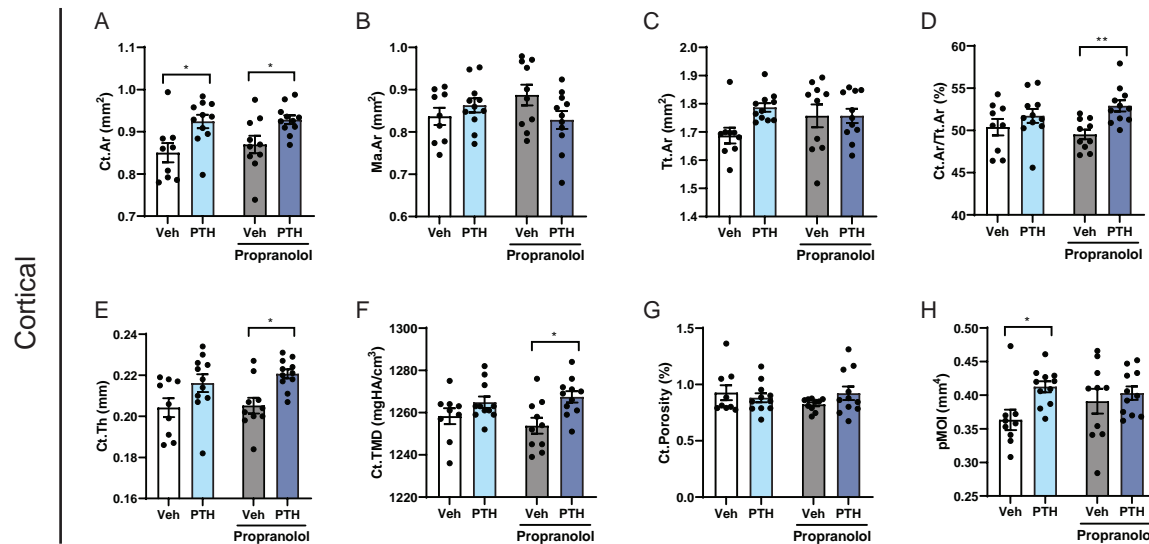 Cortical
A
Ct.Ar (mm²)
1.1
1.0
0.9
0.8
0.7
*
*
Veh PTH Veh PTH
Propranolol
B
Ma.Ar (mm²)
1.0
0.9
0.8
0.7
0.6
Veh PTH Veh PTH
Propranolol
C
Tt.Ar (mm²)
2.0
1.8
1.6
1.4
Veh PTH Veh PTH
Propranolol
D
Ct.Ar/Tt.Ar (%)
60
55
50
45
40
**
Veh PTH Veh PTH
Propranolol
E
Ct.Th (mm)
0.24
0.22
0.20
0.18
0.16
*
Veh PTH Veh PTH
Propranolol
F
Ct.TMD (mgHA/cm³)
1300
1280
1260
1240
1220
*
Veh PTH Veh PTH
Propranolol
G
Ct.Porosity (%)
1.5
1.0
0.5
0.0
Veh PTH Veh PTH
Propranolol
H
pMOI (mm⁴)
0.50
0.45
0.40
0.35
0.30
0.25
*
Veh PTH Veh PTH
Propranolol